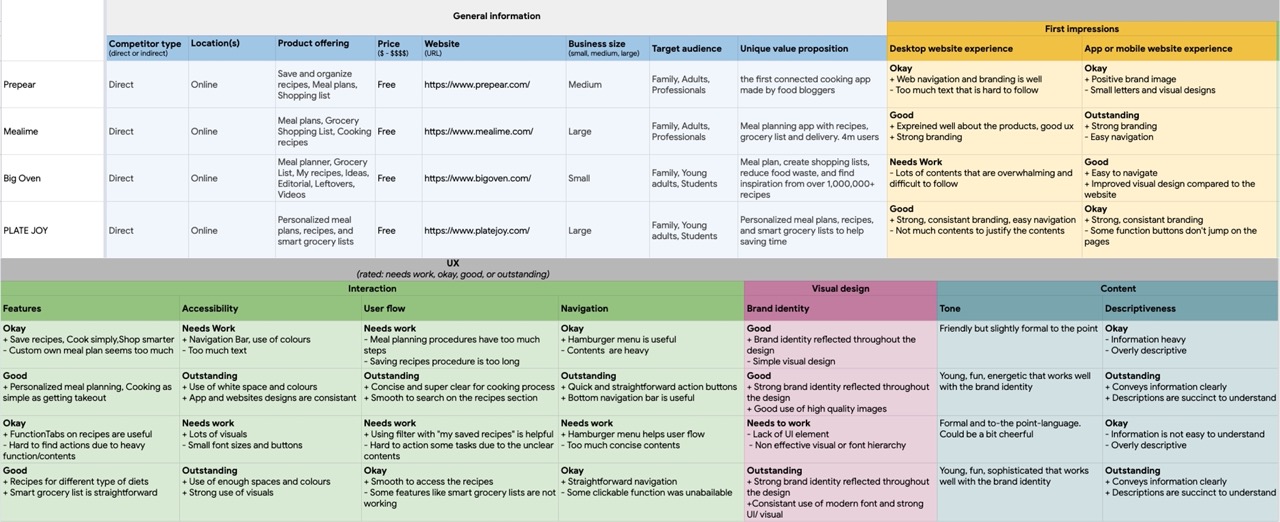 General information
First impressions
Competitor type
(direct or indirect)
Location(s)
Product offering
Price
($ - $$$$)
Website
(URL)
Business size
(small, medium, large)
Target audience
Unique value proposition
Desktop website experience
App or mobile website experience
Prepear
Direct
Online
Save and organize
recipes, Meal plans,
Shopping list
Free
https://www.prepear.com/
Medium
Family, Adults,
Professionals
the first connected cooking app
made by food bloggers
Okay
+ Web navigation and branding is well
- Too much text that is hard to follow
Okay
+ Positive brand image
- Small letters and visual designs
Mealime
Direct
Online
Meal plans, Grocery
Shopping List, Cooking
recipes
Free
https://www.mealime.com/
Large
Family, Adults,
Professionals
Meal planning app with recipes,
grocery list and delivery. 4m users
Good
+ Expreined well about the products, good ux
+ Strong branding
Outstanding
+ Strong branding
- Easy navigation
Big Oven
Direct
Online
Meal planner, Grocery
List, My recipes, Ideas,
Editorial, Leftovers,
Videos
Free
https://www.bigoven.com/
Small
Family, Young
adults, Students
Meal plan, create shopping lists,
reduce food waste, and find
inspiration from over 1,000,000+
recipes
Needs Work
- Lots of contents that are overwhelming and
difficult to follow
Good
+ Easy to navigate
+ Improved visual design compared to the
website
PLATE JOY
Direct
Online
Personalized meal
plans, recipes, and
smart grocery lists
Free
https://www.platejoy.com/
Large
Family, Young
adults, Students
Personalized meal plans, recipes,
and smart grocery lists to help
saving time
Good
+ Strong, consistant branding, easy navigation
- Not much contents to justify the contents
Okay
+ Strong, consistant branding
- Some function buttons don't jump on the
pages
UX
(rated: needs work, okay, good, or outstanding)
Interaction
Visual design
Content
Features
Accessibility
User flow
Navigation
Brand identity
Tone
Descriptiveness
Okay
+ Save recipes, Cook simply,Shop smarter
- Custom own meal plan seems too much
Needs Work
+ Navigation Bar, use of colours
- Too much text
Needs work
- Meal planning procedures have too much
steps
- Saving recipes procedure is too long
Okay
+ Hamburger menu is useful
- Contents are heavy
Good
+ Brand identity reflected throughout the
design
- Simple visual design
Friendly but slightly formal to the point
Okay
- Information heavy
- Overly descriptive
Good
+ Personalized meal planning, Cooking as
simple as getting takeout
Outstanding
+ Use of white space and colours
+ App and websites designs are consistant
Outstanding
+ Concise and super clear for cooking process
+ Smooth to search on the recipes section
Outstanding
+ Quick and straightforward action buttons
+ Bottom navigation bar is useful
Good
+ Strong brand identity reflected throughout
the design
+ Good use of high quality images
Young, fun, energetic that works well
with the brand identity
Outstanding
+ Conveys information clearly
+ Descriptions are succinct to understand
Okay
+ FunctionTabs on recipes are useful
- Hard to find actions due to heavy
function/contents
Needs work
+ Lots of visuals
- Small font sizes and buttons
Needs work
+ Using filter with "my saved recipes" is helpful
- Hard to action some tasks due to the unclear
contents
Needs work
+ Hamburger menu helps user flow
- Too much concise contents
Needs to work
- Lack of UI element
- Non effective visual or font hierarchy
Formal and to-the point-language.
Could be a bit cheerful
Okay
- Information is not easy to understand
- Overly descriptive
Good
+ Recipes for different type of diets
+ Smart grocery list is straightforward
Outstanding
+ Use of enough spaces and colours
+ Strong use of visuals
Okay
+ Smooth to access the recipes
- Some features like smart grocery lists are not
working
Okay
+Straightforward navigation
- Some clickable function was unabailable
Outstanding
+ Strong brand identity reflected throughout
the design
+Consistant use of modern font and strong
UI/ visual
Young, fun, sophisticated that works
well with the brand identity
Outstanding
+ Conveys information clearly
+ Descriptions are succinct to understand